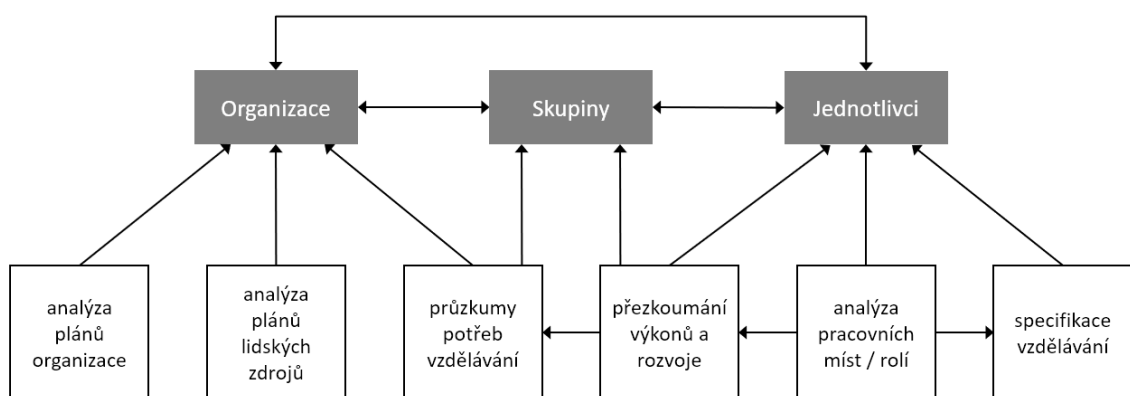 Organizace
Skupiny
Jednotlivci
analýza
plánů
organizace
analýza
plánů
lidských
zdrojů
průzkumy
potřeb
vzdělávání
přezkoumání
výkonů a
rozvoje
analýza
pracovních
míst / rolí
specifikace
vzdělávání